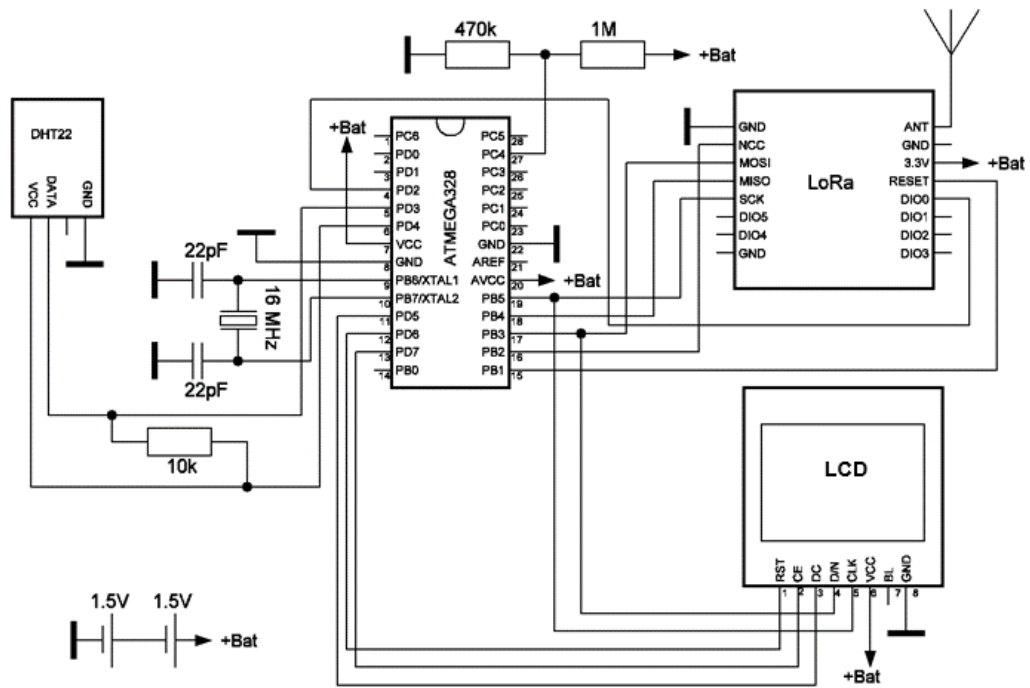 470k
1M
+Bat
DHT22
VCC
DATA
GND
+Bat
ATMEGA328
PC6
1
PD0
2
PD1
3
PD2
4
PD3
5
PD4
6
VCC
7
GND
8
PB6/XTAL1
9
PB7/XTAL2
10
PD5
11
PD6
12
PD7
13
PB0
14
PC5
28
PC4
27
PC3
26
PC2
25
PC1
24
PC0
23
GND
22
AREF
21
AVCC
20
PB5
19
PB4
18
PB3
17
PB2
16
PB1
15
+Bat
22pF
16 MHz
22pF
10k
LoRa
GND
NCC
MOSI
MISO
SCK
DIO5
DIO4
GND
ANT
GND
3.3V
RESET
DIO0
DIO1
DIO2
DIO3
+Bat
LCD
RST
CE
DC
D/N
CLK
VCC
BL
GND
1 2 3 4 5 6 7 8
+Bat
1.5V 1.5V
+Bat